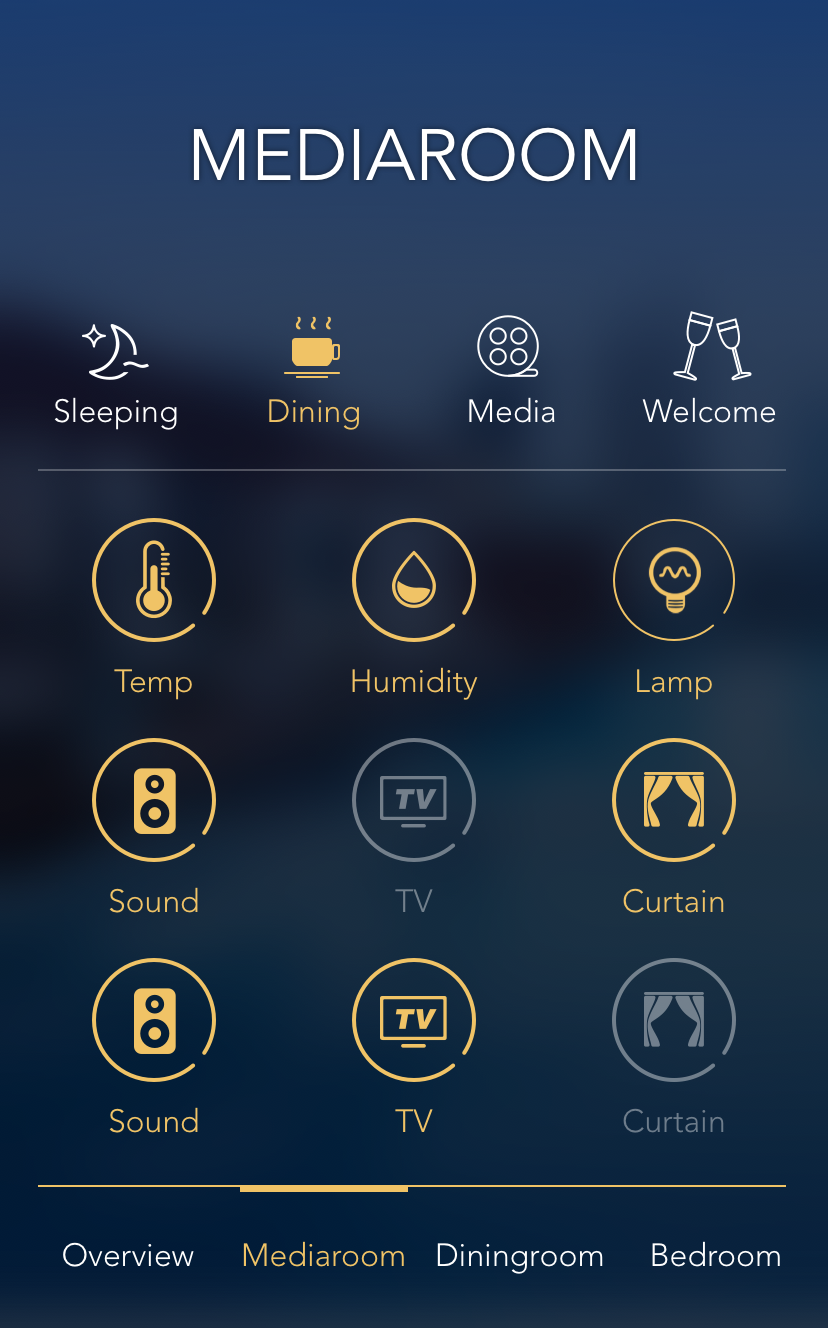 MEDIAROOM
Sleeping Dining Media Welcome
Temp Humidity Lamp
TV
Sound TV Curtain
TV
Sound TV Curtain
Overview Mediaroom Diningroom Bedroom